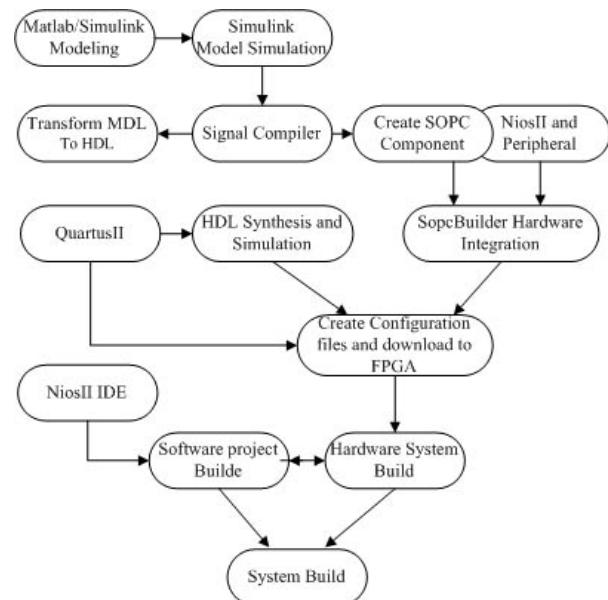 Matlab/Simulink
Modeling
Simulink
Model Simulation
Transform MDL
To HDL
Signal Compiler
Create SOPC
Component
NiosII and
Peripheral
QuartusII
HDL Synthesis and
Simulation
SopcBuilder Hardware
Integration
Create Configuration
files and download to
FPGA
NiosII IDE
Software project
Builde
Hardware System
Build
System Build